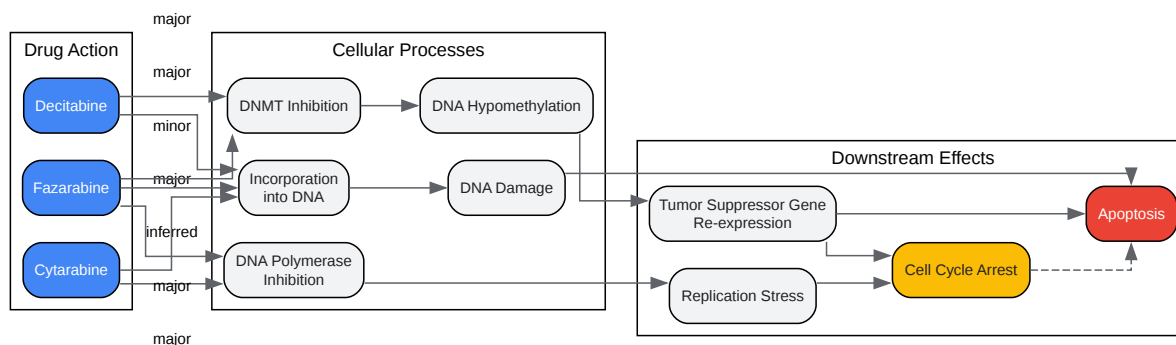 major
Drug Action
Cellular Processes
major
Decitabine
DNMT Inhibition
DNA Hypomethylation
minor
Downstream Effects
Fazarabine
major
Incorporation
into DNA
DNA Damage
Tumor Suppressor Gene
Re-expression
Apoptosis
inferred
Cytarabine
major
DNA Polymerase
Inhibition
Replication Stress
Cell Cycle Arrest
major